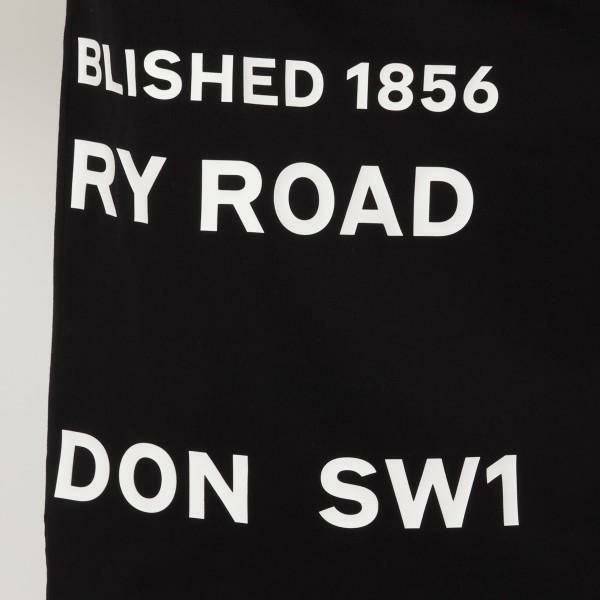 BLISHED 1856
RY ROAD
DON SW1